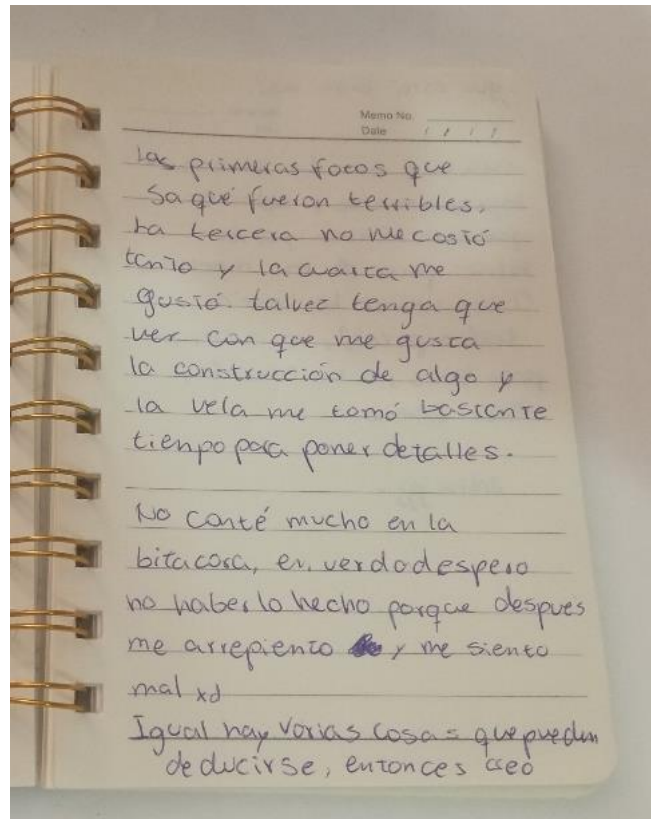 Memo No.
Date / / / /
las primeras fotos que
saqué fueron terribles.
La tercera no me costó
tanto y la cuarta me
gustó. talvez tenga que
ver con que me gusta
la construcción de algo y
la vela me tomó bastante
tienpo para poner detalles.
No conté mucho en la
bitacora, en verdad espero
no haberlo hecho porque despues
me arrepiento y me siento
mal xd
Igual hay varias cosas que pueden
deducirse, entonces creo